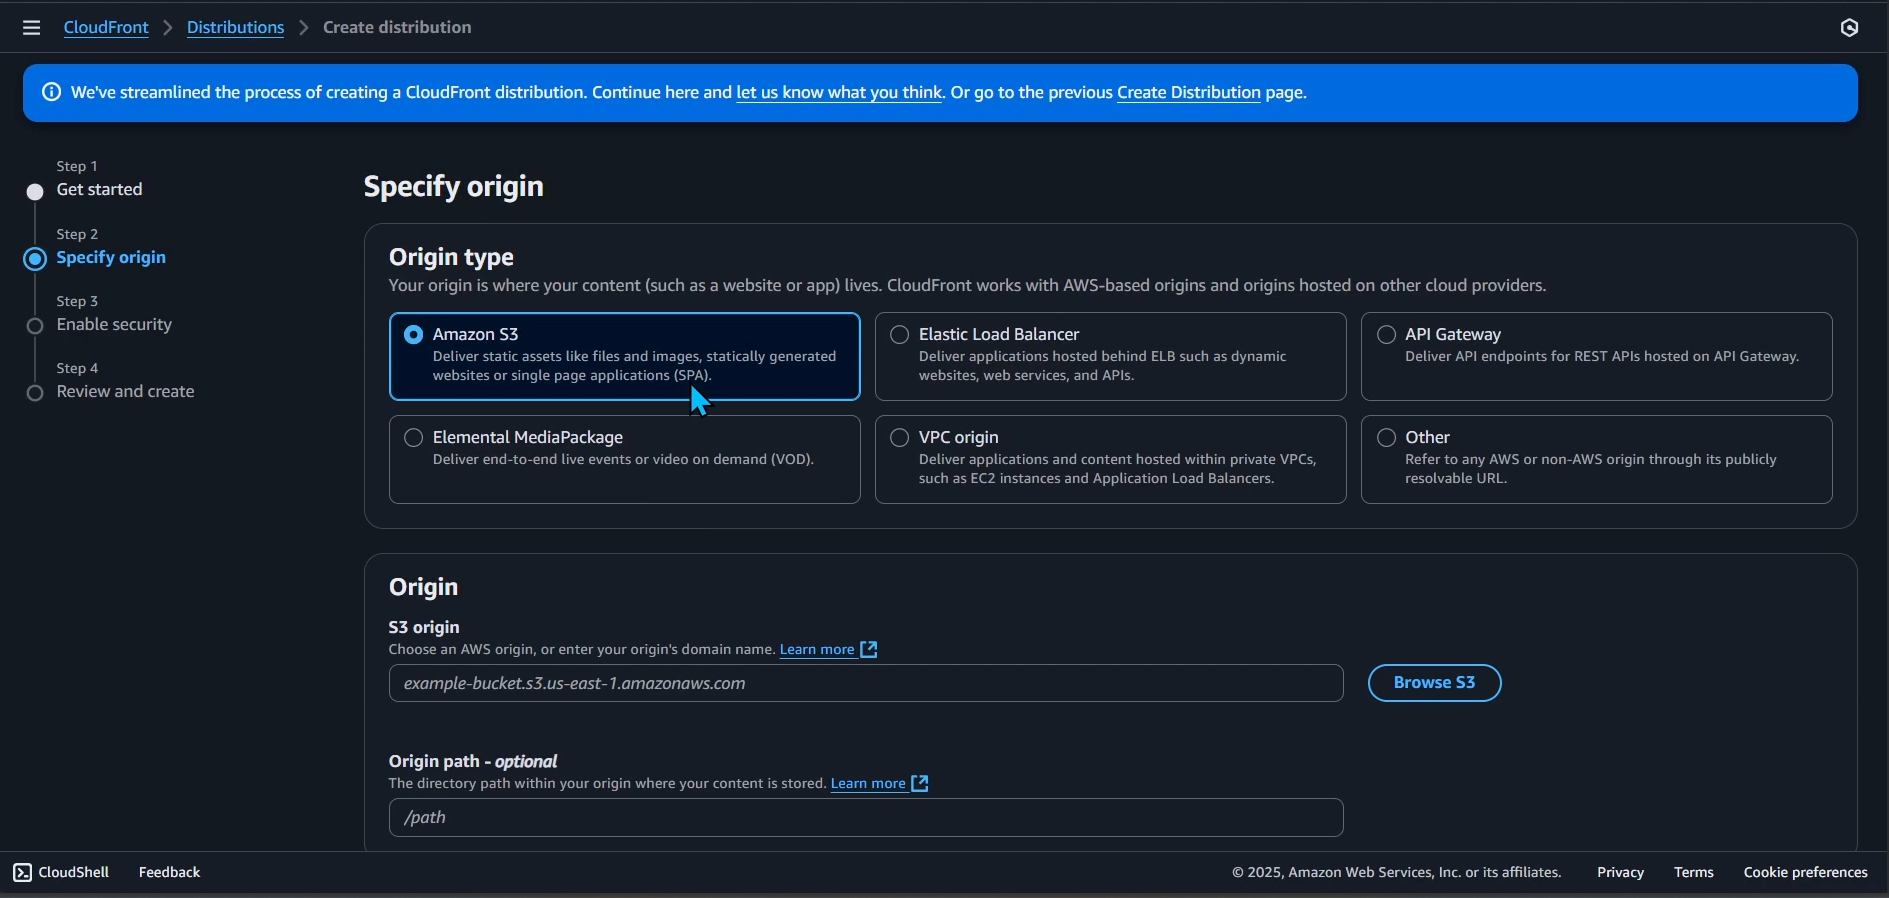 CloudFront > Distributions > Create distribution
We've streamlined the process of creating a CloudFront distribution. Continue here and let us know what you think. Or go to the previous Create Distribution page.
Step 1
Get started
Step 2
Specify origin
Step 3
Enable security
Step 4
Review and create
Specify origin
Origin type
Your origin is where your content (such as a website or app) lives. CloudFront works with AWS-based origins and origins hosted on other cloud providers.
Amazon S3
Deliver static assets like files and images, statically generated
websites or single page applications (SPA).
Elastic Load Balancer
Deliver applications hosted behind ELB such as dynamic
websites, web services, and APIs.
API Gateway
Deliver API endpoints for REST APIs hosted on API Gateway.
Elemental MediaPackage
Deliver end-to-end live events or video on demand (VOD).
VPC origin
Deliver applications and content hosted within private VPCs,
such as EC2 instances and Application Load Balancers.
Other
Refer to any AWS or non-AWS origin through its publicly
resolvable URL.
Origin
S3 origin
Choose an AWS origin, or enter your origin's domain name. Learn more
example-bucket.s3.us-east-1.amazonaws.com
Browse S3
Origin path - optional
The directory path within your origin where your content is stored. Learn more
/path
CloudShell Feedback © 2025, Amazon Web Services, Inc. or its affiliates. Privacy Terms Cookie preferences